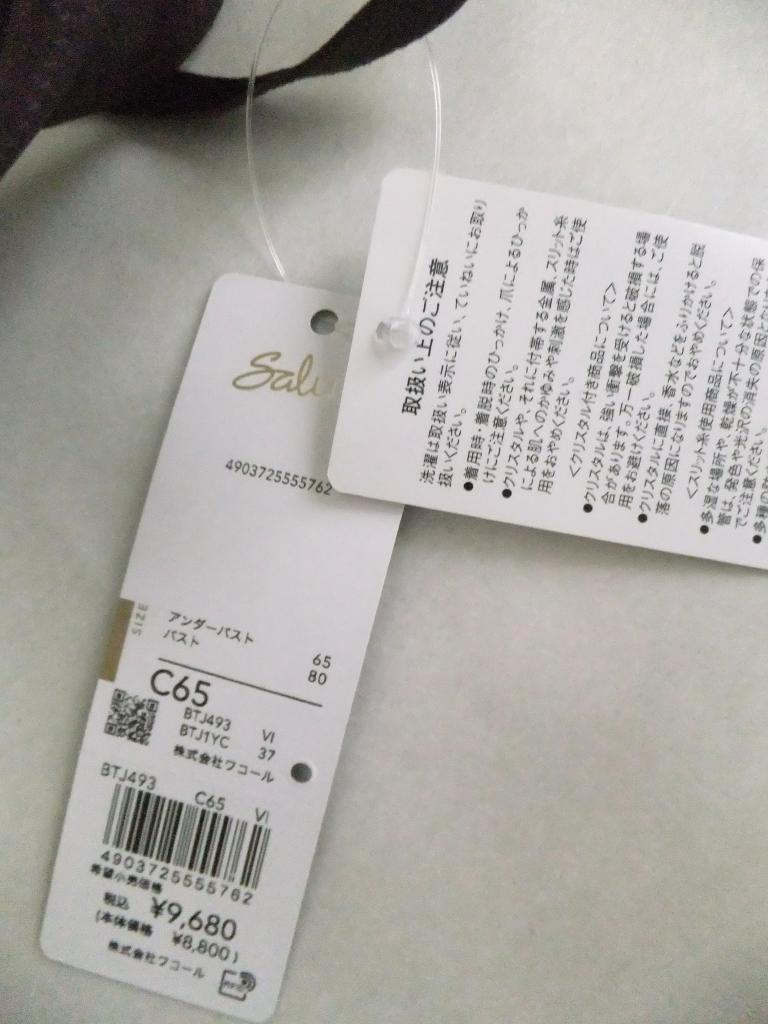 4903725555762
SIZE
アンダーバスト 65
バスト 80
C65
BTJ493 VI
BTJ1YC 37
株式会社ワコール
BTJ493 C65 VI
4903725555762
希望小売価格
税込 ¥9,680
(本体価格 ¥8,800)
株式会社ワコール
取扱い上のご注意
洗濯は取扱い表示に従い、ていねいにお取り
扱いください。
●着用時・着脱時のひっかけ、爪によるひっか
けにご注意ください。
●クリスタルや、それに付帯する金属、スリット糸
による肌へのかゆみや刺激を感じた時はご使
用をおやめください。
<クリスタル付き商品について>
●クリスタルは、強い衝撃を受けると破損する場
合があります。万一破損した場合には、ご使
用をお避けください。
●クリスタルに直接、香水などをふりかけると脱
落の原因になりますのでおやめください。
<スリット糸使用商品について>
●多湿な場所や、乾燥が不十分な状態での保
管は、発色や光沢の消失の原因と
でご注意ください。
●多種の